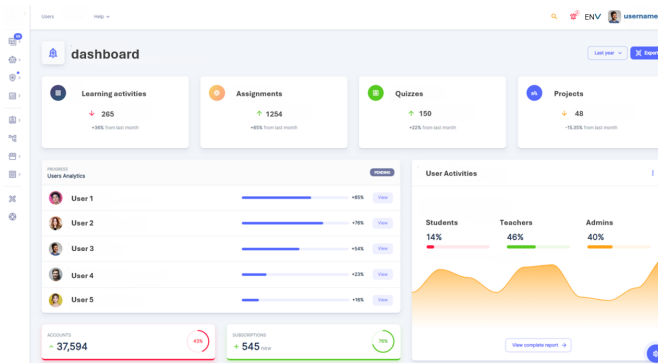 Users Help
ENV username
dashboard
Last year Export
Learning activities
265
+36% from last month
Assignments
1254
+65% from last month
Quizzes
150
+22% from last month
Projects
48
-15.35% from last month
PROGRESS
Users Analytics
PENDING
User 1 +65% View
User 2 +76% View
User 3 +54% View
User 4 +23% View
User 5 +16% View
User Activities
Students Teachers Admins
14% 46% 40%
View complete report
ACCOUNTS
37,594
43%
SUBSCRIPTIONS
+ 545 new
78%